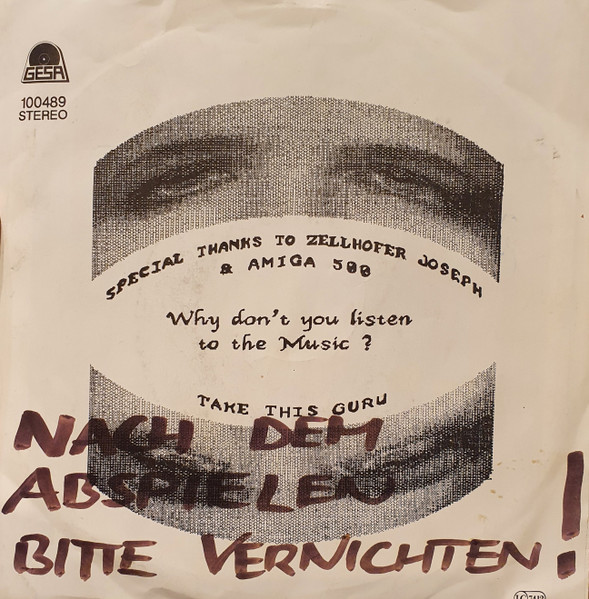 GESA
100489
STEREO
SPECIAL THANKS TO ZELLHOFER JOSEPH
& AMIGA 500
Why don't you listen
to the Music ?
TAKE THIS GURU
NACH DEM
ABSPIELEN
BITTE VERNICHTEN!